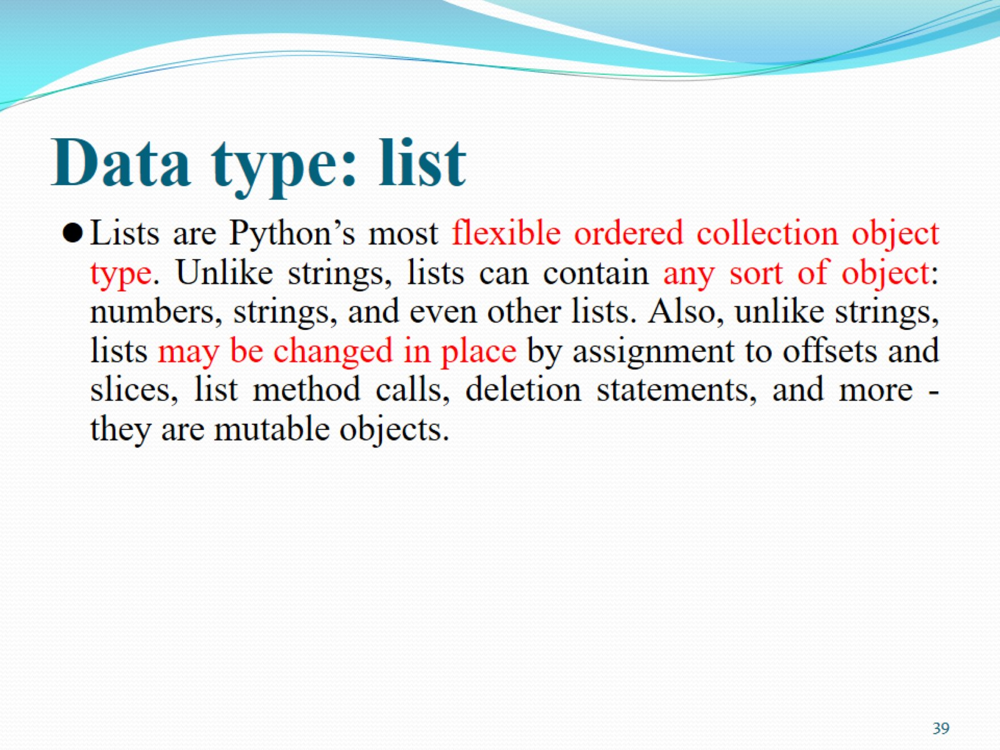 Data type: list
●Lists are Python’s most flexible ordered collection object
type. Unlike strings, lists can contain any sort of object:
numbers, strings, and even other lists. Also, unlike strings,
lists may be changed in place by assignment to offsets and
slices, list method calls, deletion statements, and more -
they are mutable objects.
39